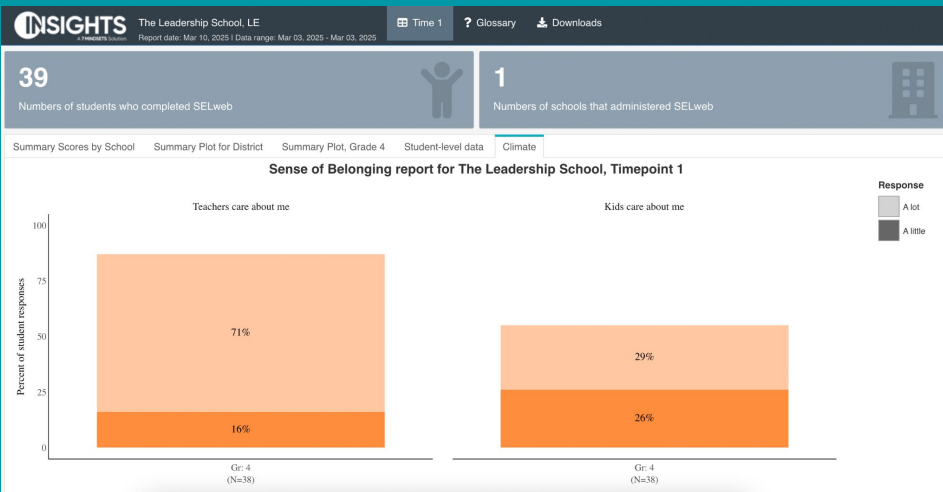 INSIGHTS
A 7 MINDSETS Solution
The Leadership School, LE
Report date: Mar 10, 2025 I Data range: Mar 03, 2025 - Mar 03, 2025
Time 1
? Glossary
Downloads
39
Numbers of students who completed SELweb
1
Numbers of schools that administered SELweb
Summary Scores by School
Summary Plot for District
Summary Plot, Grade 4
Student-level data
Climate
Sense of Belonging report for The Leadership School, Timepoint 1
Response
A lot
A little
Teachers care about me
Kids care about me
Percent of student responses
100
75
50
25
0
71%
16%
29%
26%
Gr: 4
(N=38)
Gr: 4
(N=38)